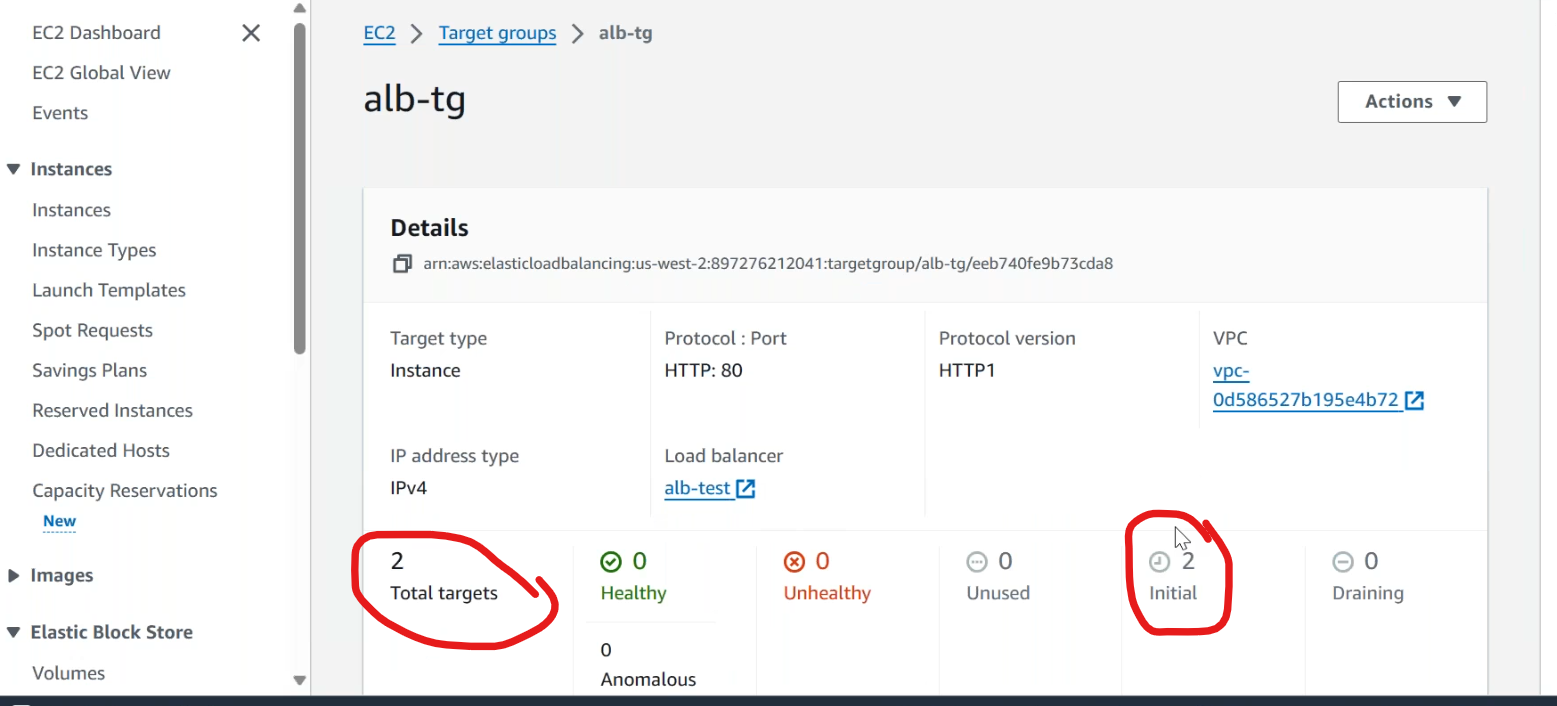 EC2 Dashboard
EC2 Global View
Events
Instances
Instances
Instance Types
Launch Templates
Spot Requests
Savings Plans
Reserved Instances
Dedicated Hosts
Capacity Reservations
New
Images
Elastic Block Store
Volumes
EC2 > Target groups > alb-tg
alb-tg
Actions
Details
arn:aws:elasticloadbalancing:us-west-2:897276212041:targetgroup/alb-tg/eeb740fe9b73cda8
Target type
Instance
Protocol : Port
HTTP: 80
Protocol version
HTTP1
VPC
vpc-
0d586527b195e4b72
IP address type
IPv4
Load balancer
alb-test
2
Total targets
0
Healthy
0
Anomalous
0
Unhealthy
0
Unused
2
Initial
0
Draining